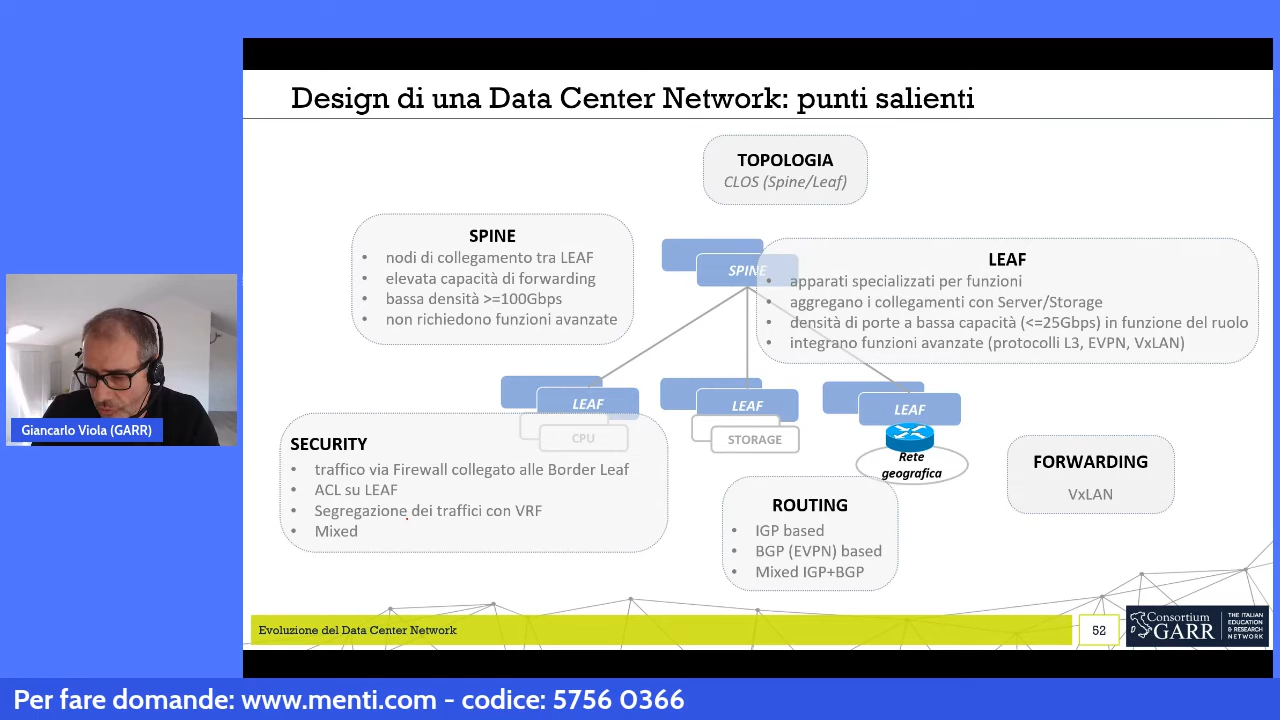 Design di una Data Center Network: punti salienti
TOPOLOGIA
CLOS (Spine/Leaf)
SPINE
• nodi di collegamento tra LEAF
• elevata capacità di forwarding
• bassa densità >=100Gbps
• non richiedono funzioni avanzate
SPINE
LEAF
• apparati specializzati per funzioni
• aggregano i collegamenti con Server/Storage
• densità di porte a bassa capacità (<=25Gbps) in funzione del ruolo
• integrano funzioni avanzate (protocolli L3, EVPN, VxLAN)
LEAF
CPU
LEAF
STORAGE
LEAF
Rete
geografica
Giancarlo Viola (GARR)
SECURITY
• traffico via Firewall collegato alle Border Leaf
• ACL su LEAF
• Segregazione dei traffici con VRF
• Mixed
ROUTING
• IGP based
• BGP (EVPN) based
• Mixed IGP+BGP
FORWARDING
VxLAN
Evoluzione del Data Center Network
52
Consortium
GARR
THE ITALIAN
EDUCATION
& RESEARCH
NETWORK
Per fare domande: www.menti.com - codice: 5756 0366